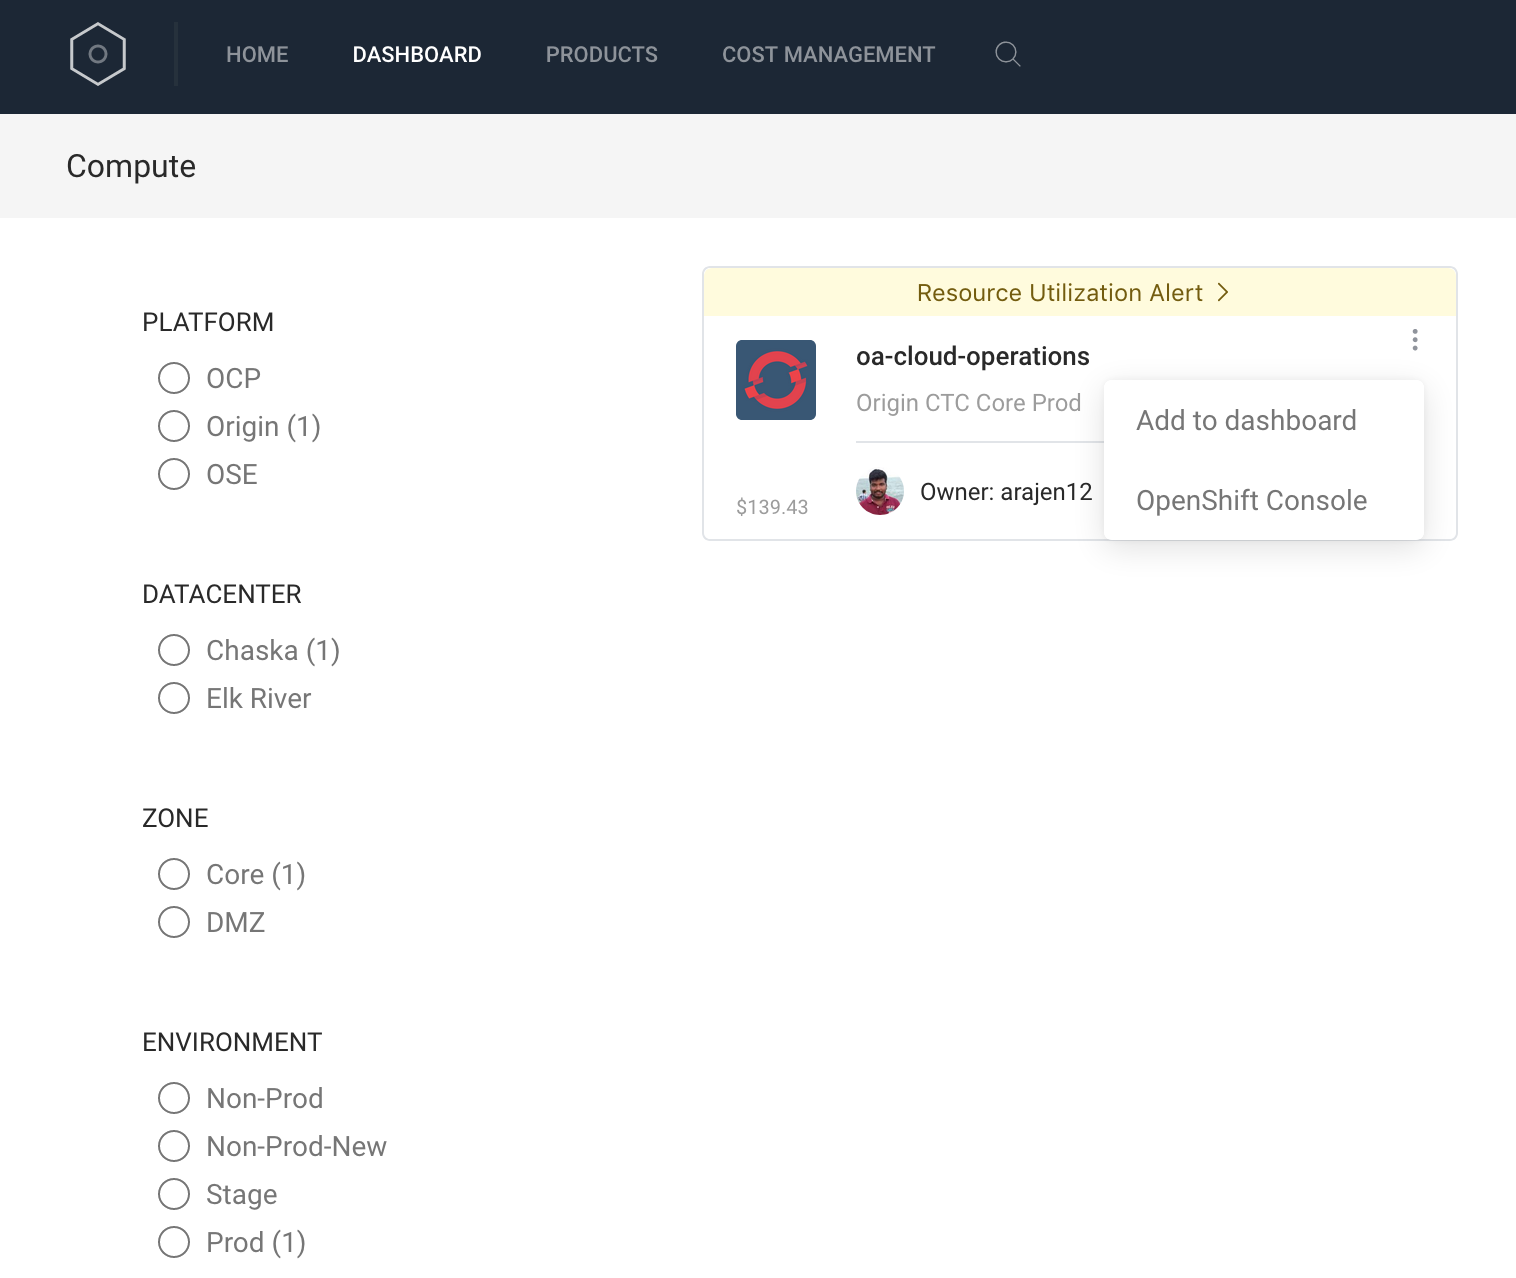 HOME DASHBOARD PRODUCTS COST MANAGEMENT
Compute
PLATFORM
OCP
Origin (1)
OSE
DATACENTER
Chaska (1)
Elk River
ZONE
Core (1)
DMZ
ENVIRONMENT
Non-Prod
Non-Prod-New
Stage
Prod (1)
Resource Utilization Alert
oa-cloud-operations
Origin CTC Core Prod
$139.43
Owner: arajen12
Add to dashboard
OpenShift Console